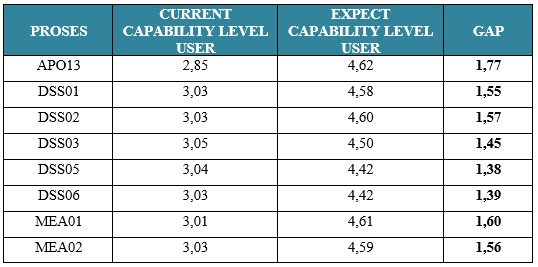 PROSES CURRENT CAPABILITY LEVEL USER EXPECT CAPABILITY LEVEL USER GAP
APO13 2,85 4,62 1,77
DSS01 3,03 4,58 1,55
DSS02 3,03 4,60 1,57
DSS03 3,05 4,50 1,45
DSS05 3,04 4,42 1,38
DSS06 3,03 4,42 1,39
MEA01 3,01 4,61 1,60
MEA02 3,03 4,59 1,56